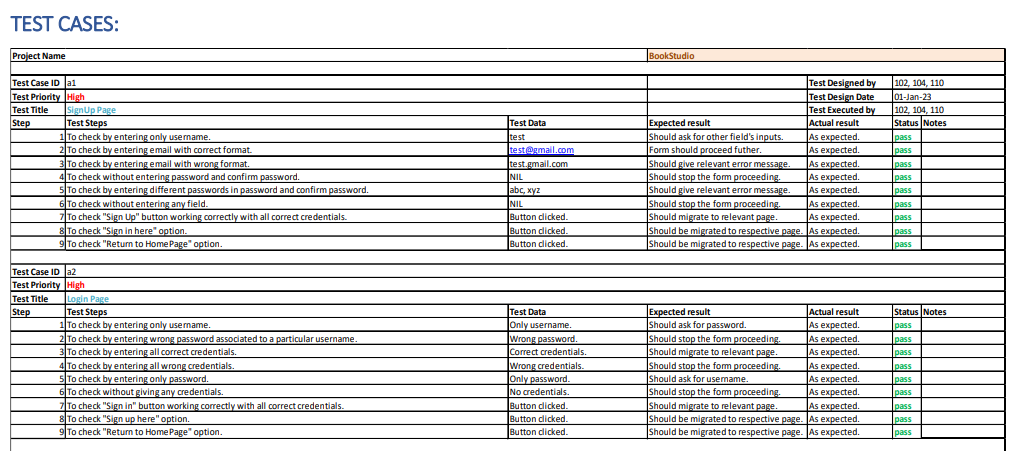 TEST CASES:
Project Name BookStudio
Test Case ID a1 Test Designed by 102, 104, 110
Test Priority High Test Design Date 01-Jan-23
Test Title SignUp Page Test Executed by 102, 104, 110
Step Test Steps Test Data Expected result Actual result Status Notes
1 To check by entering only username. test Should ask for other field's inputs. As expected. pass
2 To check by entering email with correct format. test@gmail.com Form should proceed futher. As expected. pass
3 To check by entering email with wrong format. test.gmail.com Should give relevant error message. As expected. pass
4 To check without entering password and confirm password. NIL Should stop the form proceeding. As expected. pass
5 To check by entering different passwords in password and confirm password. abc, xyz Should give relevant error message. As expected. pass
6 To check without entering any field. NIL Should stop the form proceeding. As expected. pass
7 To check "Sign Up" button working correctly with all correct credentials. Button clicked. Should migrate to relevant page. As expected. pass
8 To check "Sign in here" option. Button clicked. Should be migrated to respective page. As expected. pass
9 To check "Return to HomePage" option. Button clicked. Should be migrated to respective page. As expected. pass
Test Case ID a2
Test Priority High
Test Title Login Page
Step Test Steps Test Data Expected result Actual result Status Notes
1 To check by entering only username. Only username. Should ask for password. As expected. pass
2 To check by entering wrong password associated to a particular username. Wrong password. Should stop the form proceeding. As expected. pass
3 To check by entering all correct credentials. Correct credentials. Should migrate to relevant page. As expected. pass
4 To check by entering all wrong credentials. Wrong credentials. Should stop the form proceeding. As expected. pass
5 To check by entering only password. Only password. Should ask for username. As expected. pass
6 To check without giving any credentials. No credentials. Should stop the form proceeding. As expected. pass
7 To check "Sign in" button working correctly with all correct credentials. Button clicked. Should migrate to relevant page. As expected. pass
8 To check "Sign up here" option. Button clicked. Should be migrated to respective page. As expected. pass
9 To check "Return to HomePage" option. Button clicked. Should be migrated to respective page. As expected. pass